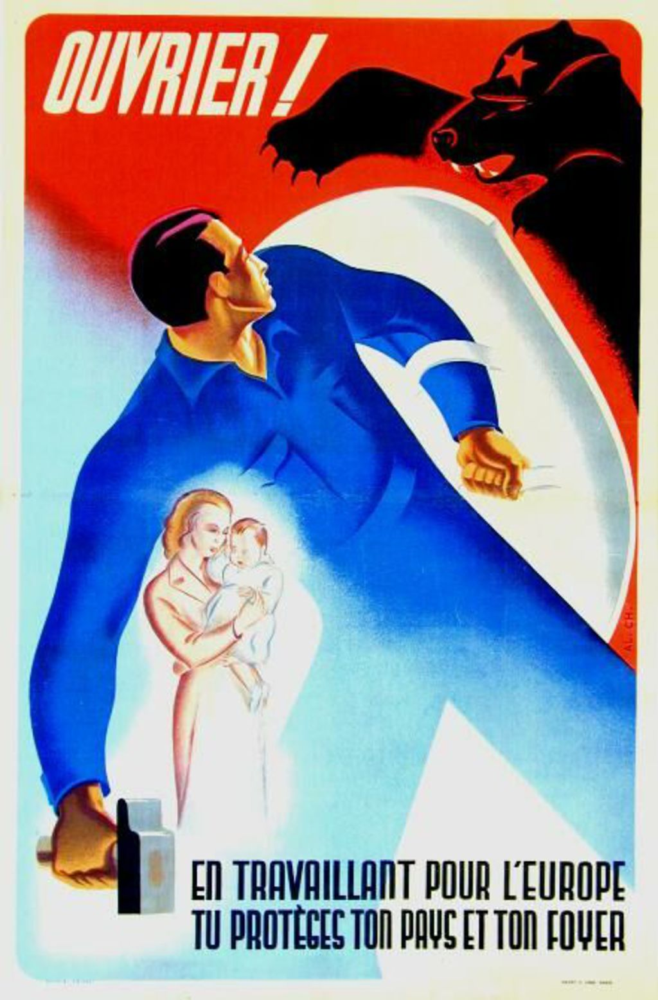 OUVRIER!
AL. CH.
EN TRAVAILLANT POUR L'EUROPE
TU PROTÈGES TON PAYS ET TON FOYER